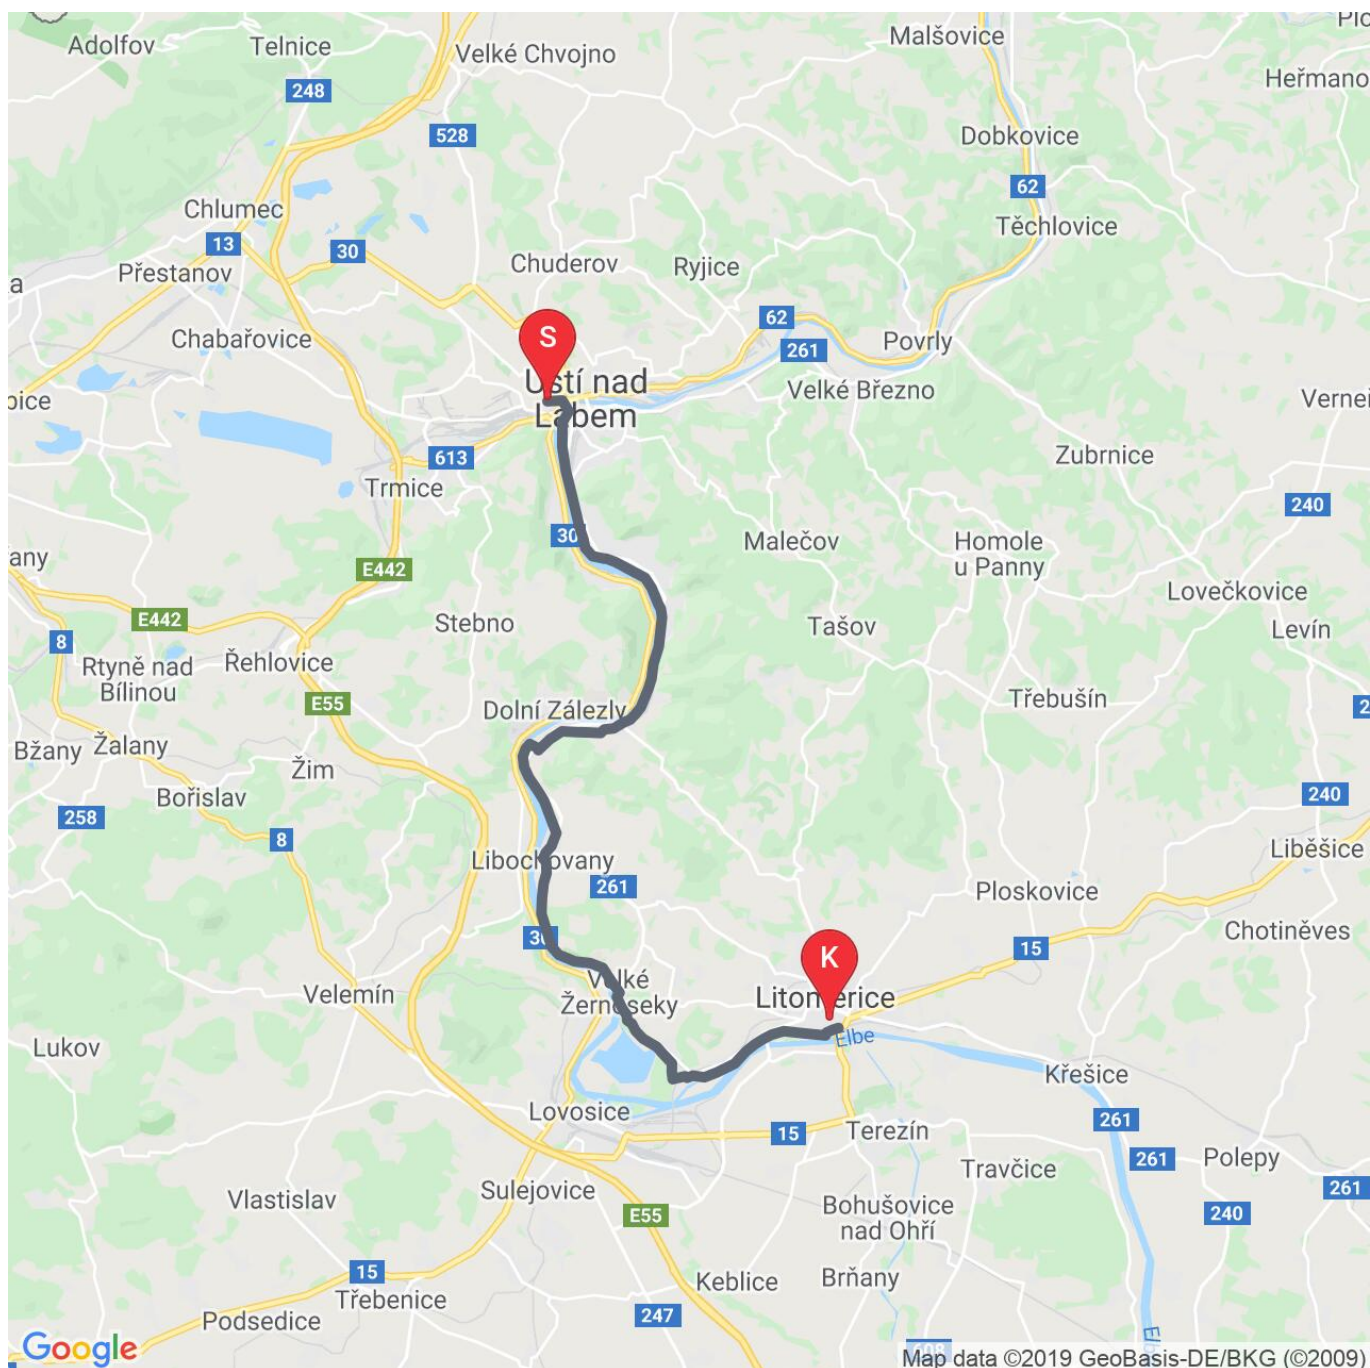 Adolfov
Telnice
Velké Chvojno
Malšovice
248
528
Dobkovice
62
Chlumec
Těchlovice
13
30
Přestanov
Chuderov
Ryjice
S
62
Chabařovice
261
Povrly
Ústí nad
Labem
Velké Březno
613
Zubrnice
Trmice
240
30
Malečov
Homole
u Panny
E442
Lovečkovice
E442
Stebno
Tašov
Levín
8
Řehlovice
Rtyně nad
Bílinou
E55
Třebušín
Dolní Zálezly
Bžany
Žalany
Žim
Bořislav
258
8
240
Libochovany
Liběšice
261
Ploskovice
Chotiněves
30
15
K
Velemín
Velké
Žernoseky
Litoměřice
Elbe
Lukov
Křešice
Lovosice
15
Terezín
261
261
Polepy
Travčice
Vlastislav
Sulejovice
261
Bohušovice
nad Ohří
E55
240
15
Keblice
Brňany
Třebenice
247
Podsedice
608
Google
Map data ©2019 GeoBasis-DE/BKG (©2009)